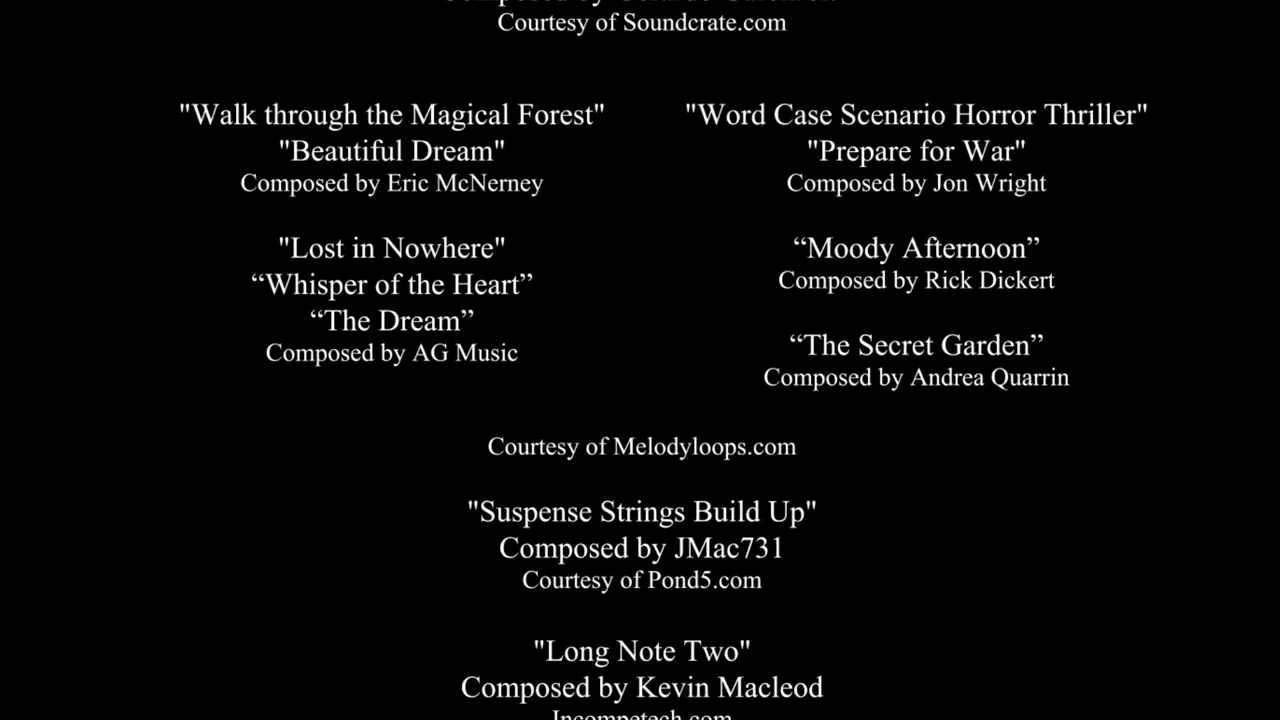 Courtesy of Soundcrate.com
"Walk through the Magical Forest"
"Beautiful Dream"
Composed by Eric McNerney
"Lost in Nowhere"
“Whisper of the Heart”
“The Dream”
Composed by AG Music
"Word Case Scenario Horror Thriller"
"Prepare for War"
Composed by Jon Wright
“Moody Afternoon”
Composed by Rick Dickert
“The Secret Garden”
Composed by Andrea Quarrin
Courtesy of Melodyloops.com
"Suspense Strings Build Up"
Composed by JMac731
Courtesy of Pond5.com
"Long Note Two"
Composed by Kevin Macleod
Incompetech.com